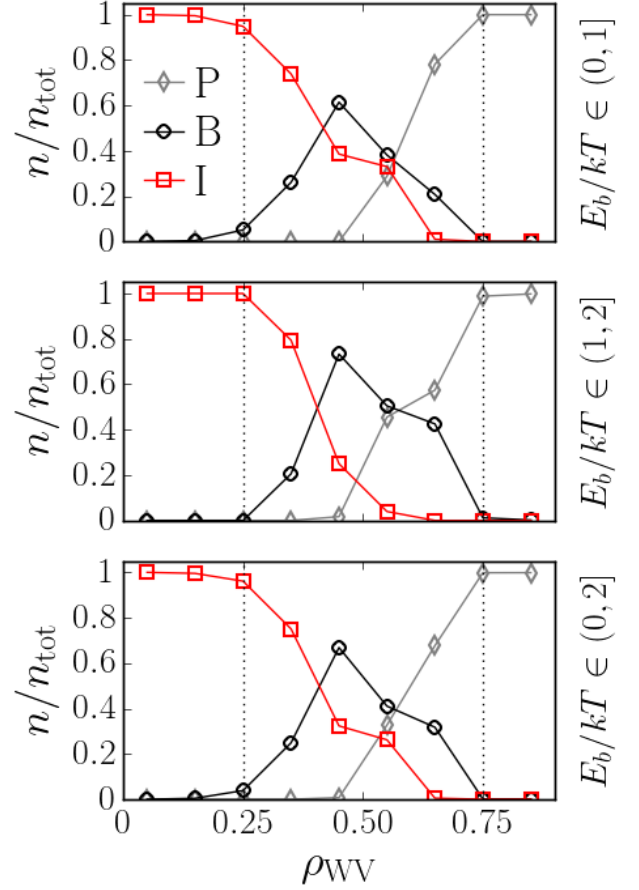 1
0.8
0.6
0.4
0.2
0
n/n_tot
P
B
I
E_b/kT ∈ (0, 1)
1
0.8
0.6
0.4
0.2
0
n/n_tot
E_b/kT ∈ (1, 2]
1
0.8
0.6
0.4
0.2
0
n/n_tot
E_b/kT ∈ (0, 2)
0 0.25 0.50 0.75
ρ_WV